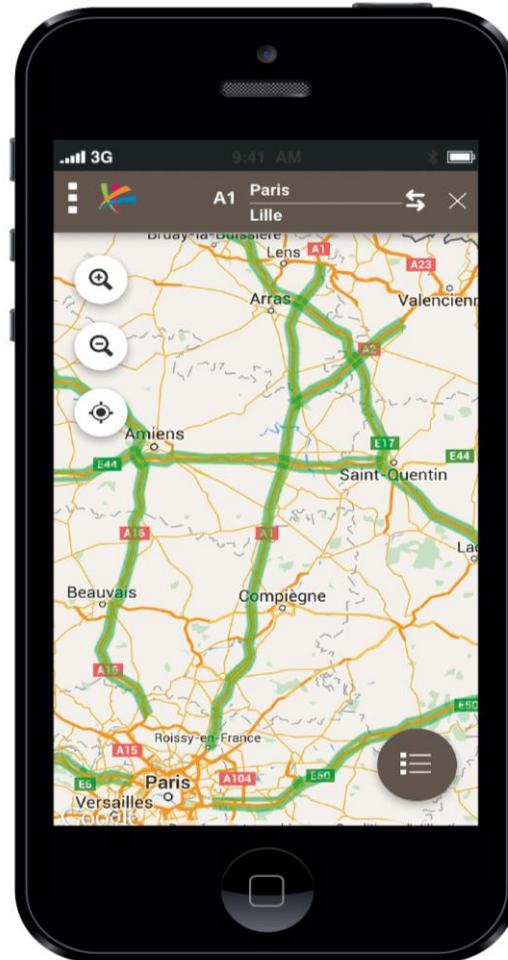 3G 9:41 AM
A1 Paris
Lille
Bruay-la-Buissière
Lens A1
A23
Arras Valencienn
A2
Amiens
E17
E44 E44
Saint-Quentin
A16 A1
Lao
Beauvais Compiègne
A16
E50
Roissy-en-France
A15
E5 Paris A104 E50
Versailles
Google